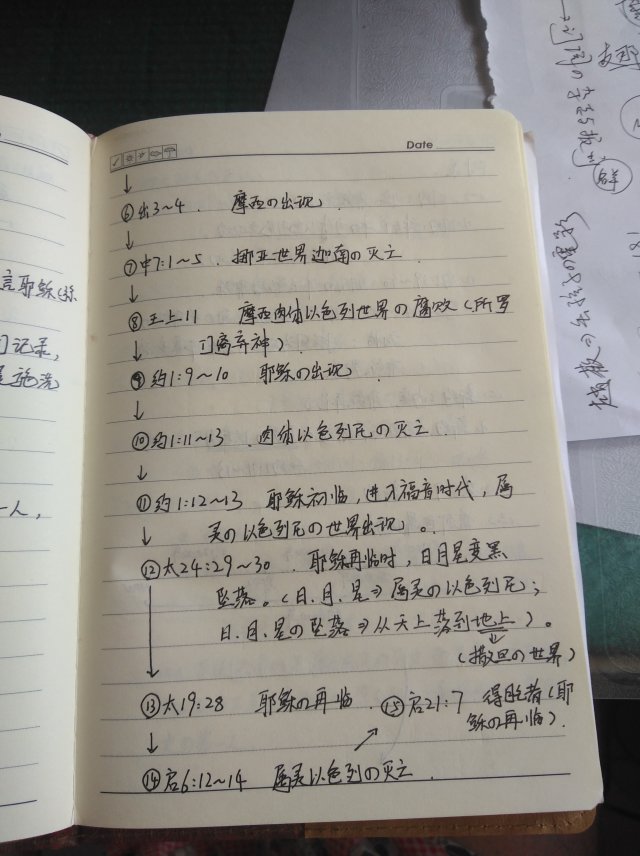 Date
↓
⑥出3~4. 摩西の出现.
↓
⑦申7:1~5. 挪亚世界迦南の灭亡
↓
⑧王上11 摩西肉体以色列世界の腐败(所罗
↓ 门离弃神)
⑨约1:9~10 耶稣の出现.
↓
⑩约1:11~13 肉体以色列民の灭亡.
↓
⑪约1:12~13 耶稣初临,进入福音时代,属
↓ 灵の以色列民の世界出现。
⑫太24:29~30. 耶稣再临时,日月星变黑
坠落。(日、月、星⇒属灵の以色列民;
日、月、星の坠落⇒从天上落到地上)。
(撒旦の世界)
⑬太19:28 耶稣の再临. ⑮启21:7 得胜者(耶
稣の再临).
↓
⑭启6:12~14 属灵以色列の灭亡.
言耶稣(称
门记录,
是施洗
一人,
群